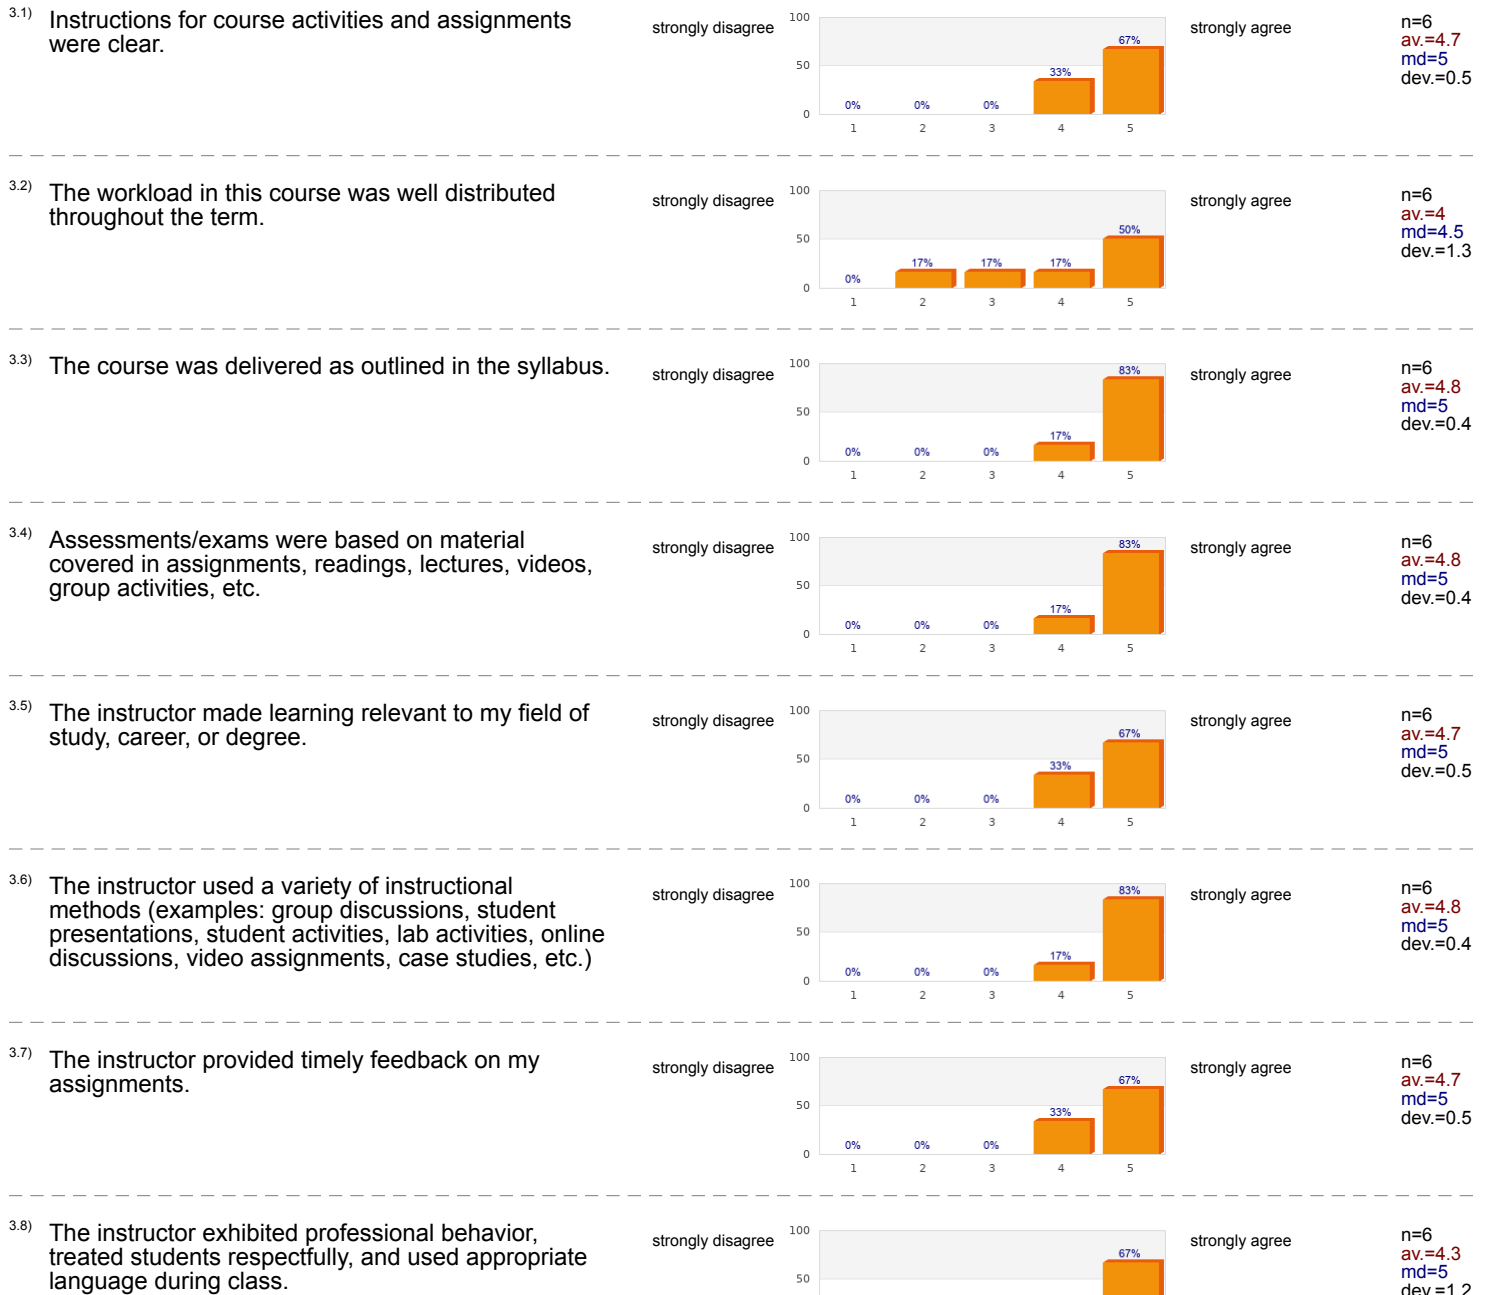 3.1) Instructions for course activities and assignments
were clear.
strongly disagree
100
50
0
0%
0%
0%
33%
67%
1 2 3 4 5
strongly agree
n=6
av.=4.7
md=5
dev.=0.5
3.2) The workload in this course was well distributed
throughout the term.
strongly disagree
100
50
0
0%
17%
17%
17%
50%
1 2 3 4 5
strongly agree
n=6
av.=4
md=4.5
dev.=1.3
3.3) The course was delivered as outlined in the syllabus.
strongly disagree
100
50
0
0%
0%
0%
17%
83%
1 2 3 4 5
strongly agree
n=6
av.=4.8
md=5
dev.=0.4
3.4) Assessments/exams were based on material
covered in assignments, readings, lectures, videos,
group activities, etc.
strongly disagree
100
50
0
0%
0%
0%
17%
83%
1 2 3 4 5
strongly agree
n=6
av.=4.8
md=5
dev.=0.4
3.5) The instructor made learning relevant to my field of
study, career, or degree.
strongly disagree
100
50
0
0%
0%
0%
33%
67%
1 2 3 4 5
strongly agree
n=6
av.=4.7
md=5
dev.=0.5
3.6) The instructor used a variety of instructional
methods (examples: group discussions, student
presentations, student activities, lab activities, online
discussions, video assignments, case studies, etc.)
strongly disagree
100
50
0
0%
0%
0%
17%
83%
1 2 3 4 5
strongly agree
n=6
av.=4.8
md=5
dev.=0.4
3.7) The instructor provided timely feedback on my
assignments.
strongly disagree
100
50
0
0%
0%
0%
33%
67%
1 2 3 4 5
strongly agree
n=6
av.=4.7
md=5
dev.=0.5
3.8) The instructor exhibited professional behavior,
treated students respectfully, and used appropriate
language during class.
strongly disagree
100
50
67%
strongly agree
n=6
av.=4.3
md=5
dev.=1.2